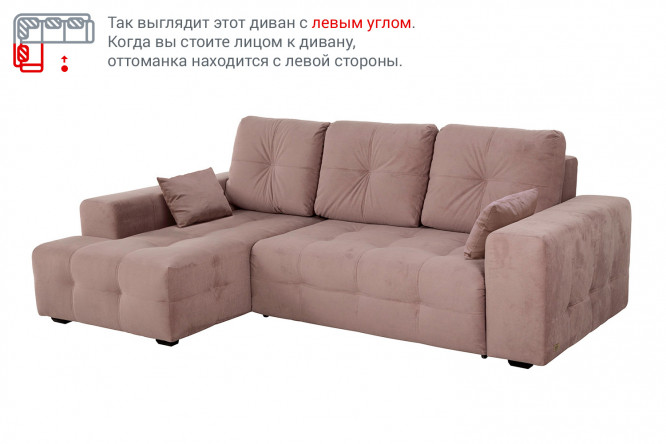 Так выглядит этот диван с левым углом.
Когда вы стоите лицом к дивану,
оттоманка находится с левой стороны.